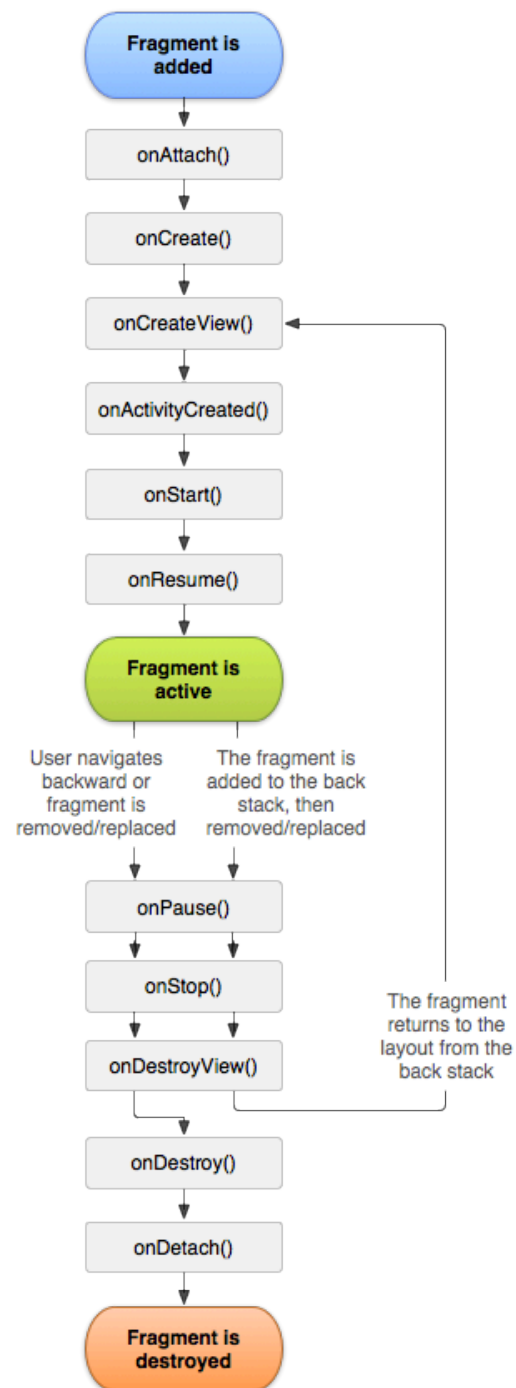 Fragment is
added
onAttach()
onCreate()
onCreateView()
onActivityCreated()
onStart()
onResume()
Fragment is
active
User navigates
backward or
fragment is
removed/replaced
The fragment is
added to the back
stack, then
removed/replaced
onPause()
onStop()
onDestroyView()
The fragment
returns to the
layout from the
back stack
onDestroy()
onDetach()
Fragment is
destroyed